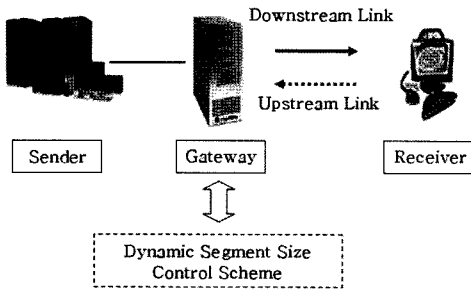 Downstream Link
Upstream Link
Sender
Gateway
Receiver
Dynamic Segment Size
Control Scheme